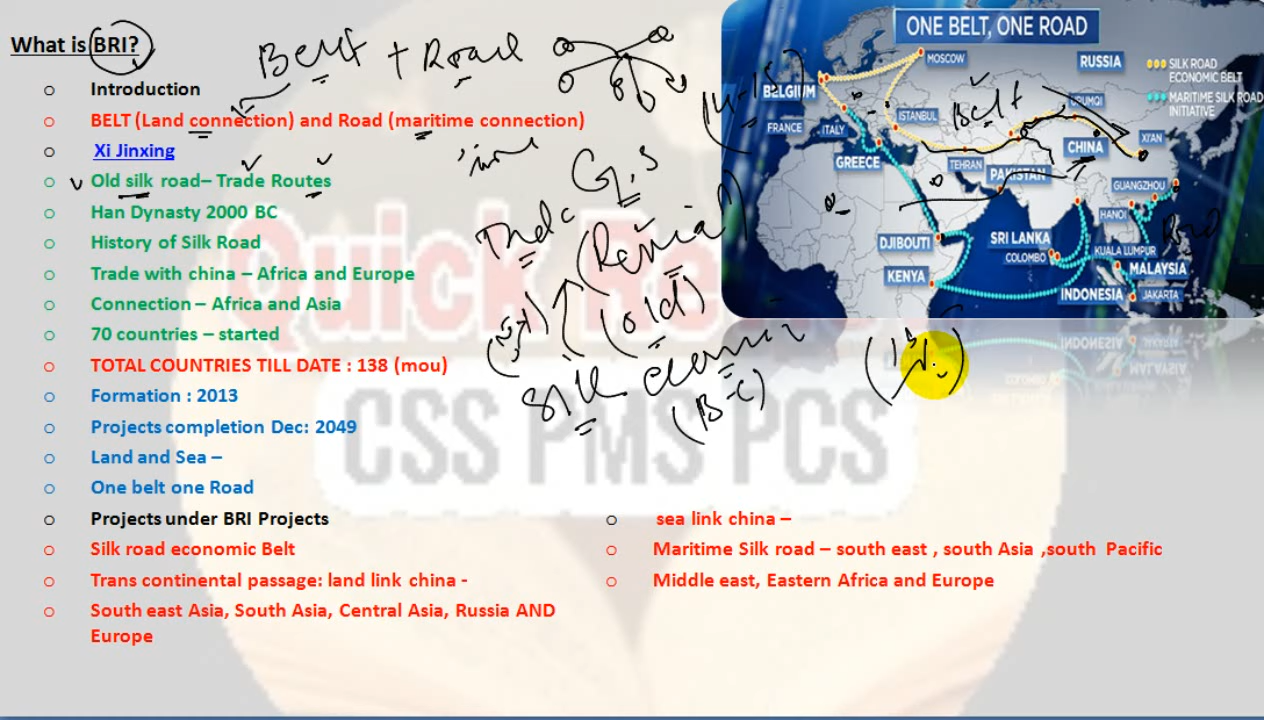 What is BRI?
Belt + Road
Introduction
BELT (Land connection) and Road (maritime connection)
Xi Jinxing
Old silk road– Trade Routes
Han Dynasty 2000 BC
History of Silk Road
Trade with china – Africa and Europe
Connection – Africa and Asia
70 countries – started
TOTAL COUNTRIES TILL DATE : 138 (mou)
Formation : 2013
Projects completion Dec: 2049
Land and Sea –
One belt one Road
Projects under BRI Projects
Silk road economic Belt
Trans continental passage: land link china -
South east Asia, South Asia, Central Asia, Russia AND
Europe
sea link china –
Maritime Silk road – south east , south Asia ,south Pacific
Middle east, Eastern Africa and Europe
(old)
Silk
(B-C)
ONE BELT, ONE ROAD
MOSCOW
RUSSIA
SILK ROAD
ECONOMIC BELT
MARITIME SILK ROAD
INITIATIVE
BELGIUM
Belt
URUMQI
FRANCE
ITALY
ISTANBUL
XI'AN
CHINA
GREECE
TEHRAN
PAKISTAN
GUANGZHOU
HANOI
DJIBOUTI
SRI LANKA
COLOMBO
KUALA LUMPUR
MALAYSIA
KENYA
INDONESIA
JAKARTA
Quick Re
CSS PMS PCS